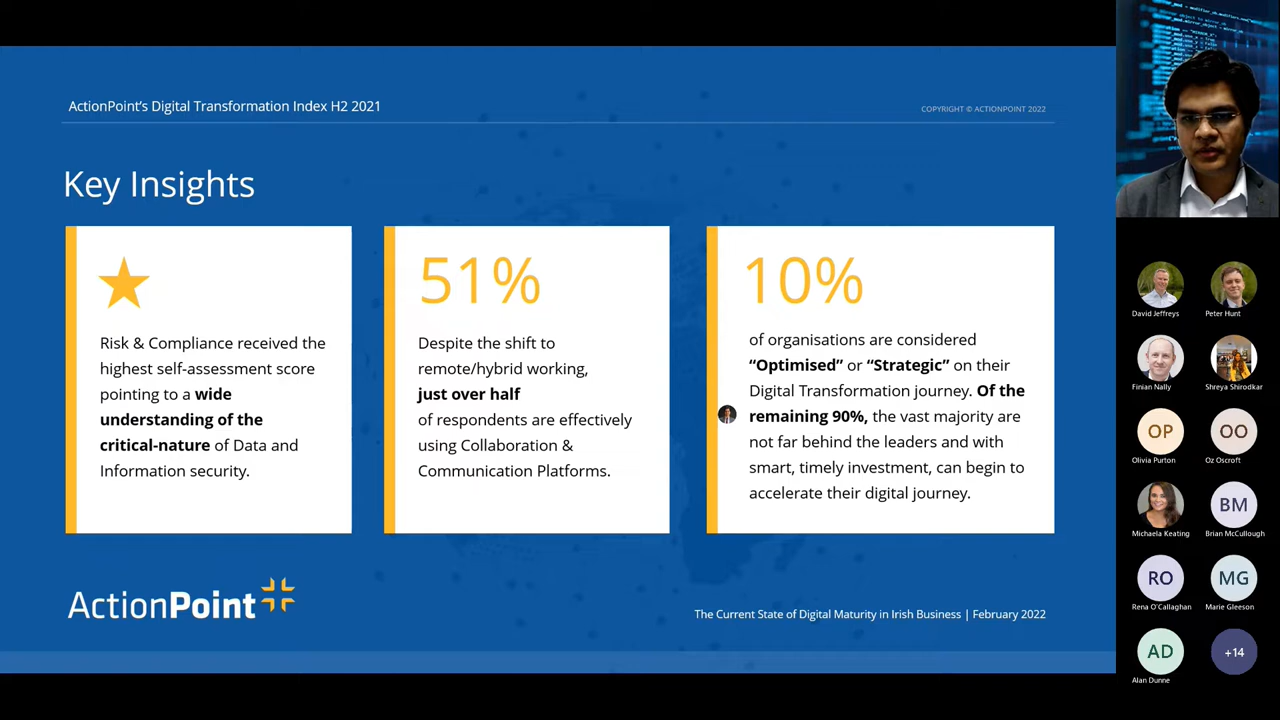 ActionPoint's Digital Transformation Index H2 2021
COPYRIGHT © ACTIONPOINT 2022
Key Insights
Risk & Compliance received the
highest self-assessment score
pointing to a wide
understanding of the
critical-nature of Data and
Information security.
51%
Despite the shift to
remote/hybrid working,
just over half
of respondents are effectively
using Collaboration &
Communication Platforms.
10%
of organisations are considered
“Optimised” or “Strategic” on their
Digital Transformation journey. Of the
remaining 90%, the vast majority are
not far behind the leaders and with
smart, timely investment, can begin to
accelerate their digital journey.
ActionPoint
The Current State of Digital Maturity in Irish Business | February 2022
David Jeffreys
Peter Hunt
Finian Nally
Shreya Shirodkar
OP
OO
Olivia Purton
Oz Oscroft
BM
Michaela Keating
Brian McCullough
RO
MG
Rena O'Callaghan
Marie Gleeson
AD
+14
Alan Dunne